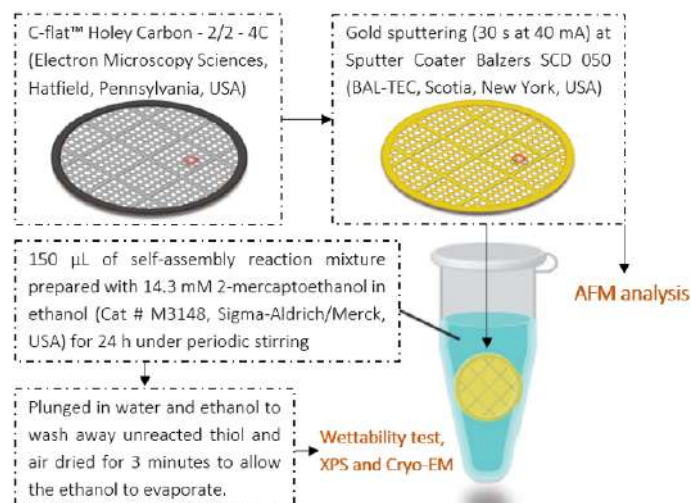 C-flat™ Holey Carbon - 2/2 - 4C
(Electron Microscopy Sciences,
Hatfield, Pennsylvania, USA)
Gold sputtering (30 s at 40 mA) at
Sputter Coater Balzers SCD 050
(BAL-TEC, Scotia, New York, USA)
150 µL of self-assembly reaction mixture
prepared with 14.3 mM 2-mercaptoethanol in
ethanol (Cat # M3148, Sigma-Aldrich/Merck,
USA) for 24 h under periodic stirring
AFM analysis
Plunged in water and ethanol to
wash away unreacted thiol and
air dried for 3 minutes to allow
the ethanol to evaporate.
Wettability test,
XPS and Cryo-EM